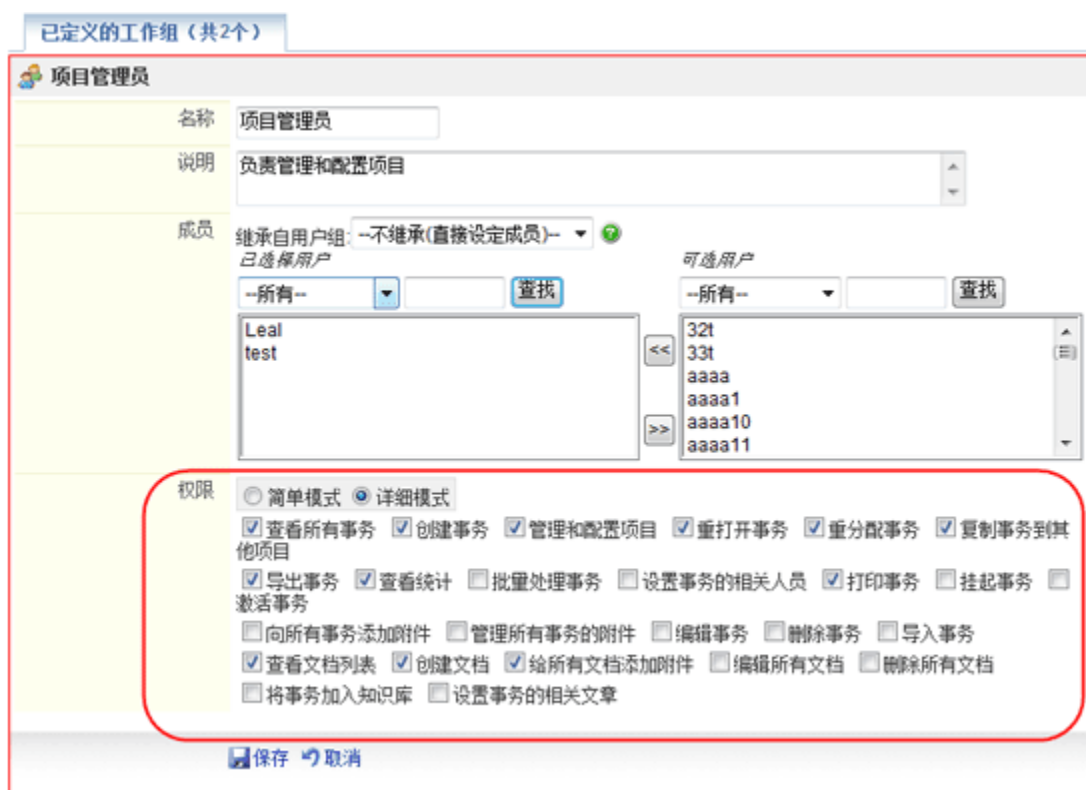 已定义的工作组（共2个）
项目管理员
名称 项目管理员
说明 负责管理和配置项目
成员 继承自用户组: --不继承(直接设定成员)--
已选择用户 可选用户
--所有-- 查找 --所有-- 查找
Leal 32t
test << 33t
aaaa
aaaa1
>> aaaa10
aaaa11
权限 简单模式 详细模式
查看所有事务 创建事务 管理和配置项目 重打开事务 重分配事务 复制事务到其
他项目
导出事务 查看统计 批量处理事务 设置事务的相关人员 打印事务 挂起事务
激活事务
向所有事务添加附件 管理所有事务的附件 编辑事务 删除事务 导入事务
查看文档列表 创建文档 给所有文档添加附件 编辑所有文档 删除所有文档
将事务加入知识库 设置事务的相关文章
保存 取消